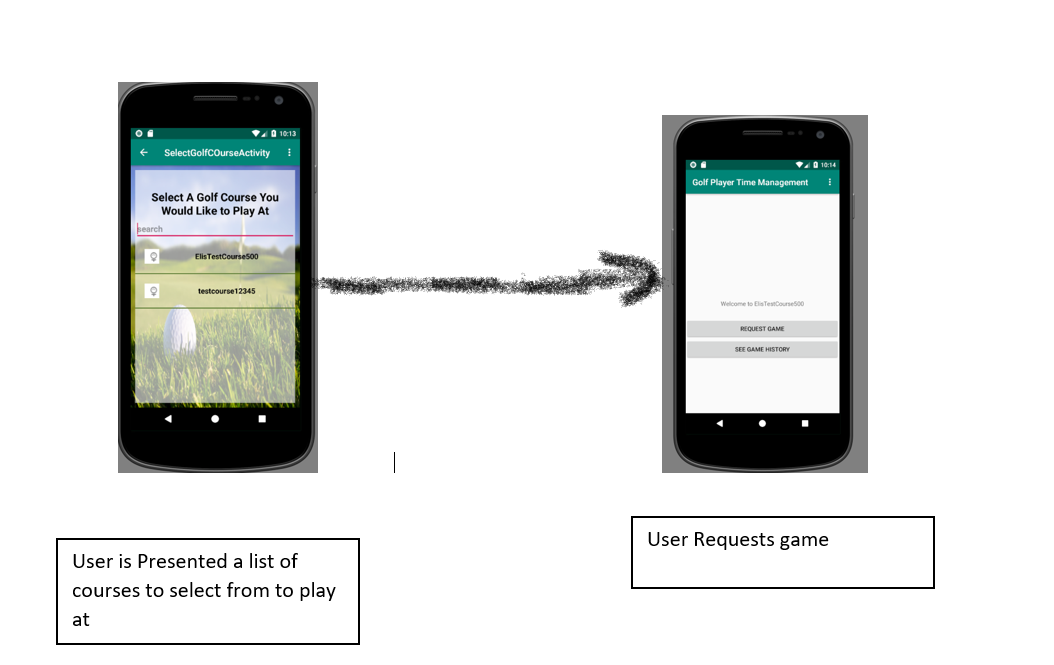 10:13
SelectGolfCOurseActivity
Select A Golf Course You
Would Like to Play At
search
ElisTestCourse500
testcourse12345
10:14
Golf Player Time Management
Welcome to ElisTestCourse500
REQUEST GAME
SEE GAME HISTORY
User is Presented a list of
courses to select from to play
at
User Requests game